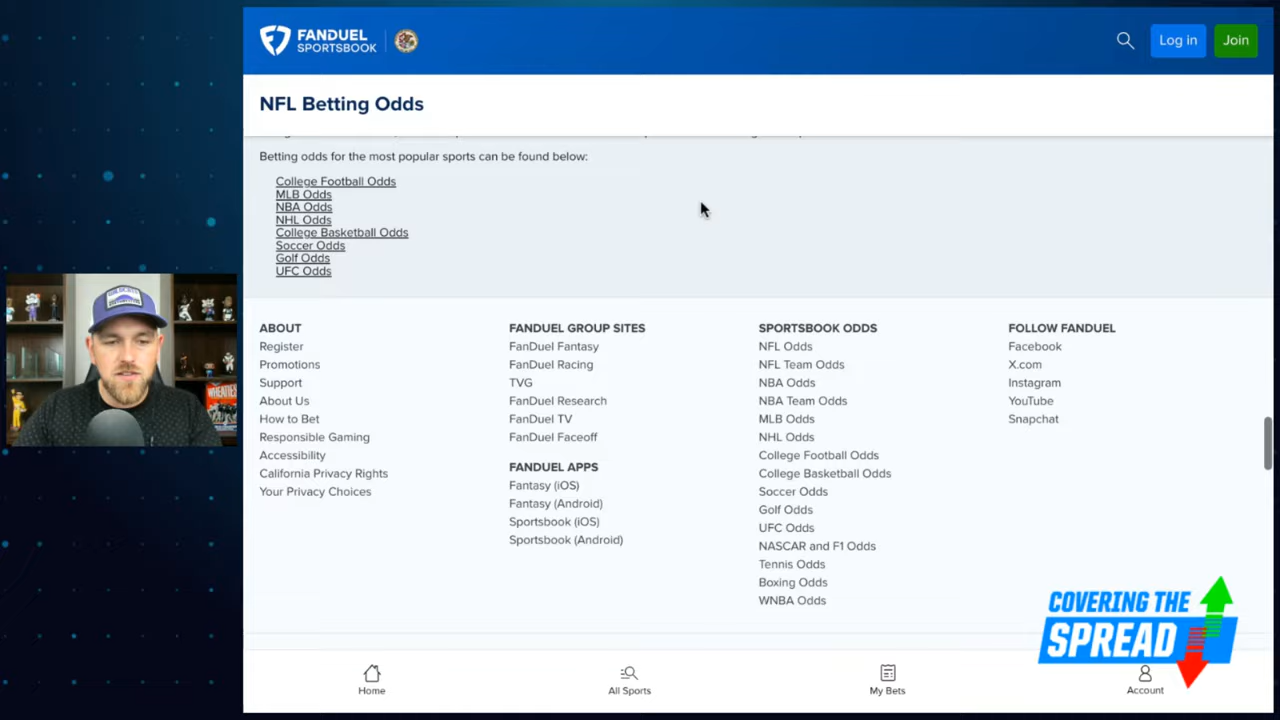 FANDUEL
SPORTSBOOK
Log in
Join
NFL Betting Odds
Betting odds for the most popular sports can be found below:
College Football Odds
MLB Odds
NBA Odds
NHL Odds
College Basketball Odds
Soccer Odds
Golf Odds
UFC Odds
ABOUT
Register
Promotions
Support
About Us
How to Bet
Responsible Gaming
Accessibility
California Privacy Rights
Your Privacy Choices
FANDUEL GROUP SITES
FanDuel Fantasy
FanDuel Racing
TVG
FanDuel Research
FanDuel TV
FanDuel Faceoff
FANDUEL APPS
Fantasy (iOS)
Fantasy (Android)
Sportsbook (iOS)
Sportsbook (Android)
SPORTSBOOK ODDS
NFL Odds
NFL Team Odds
NBA Odds
NBA Team Odds
MLB Odds
NHL Odds
College Football Odds
College Basketball Odds
Soccer Odds
Golf Odds
UFC Odds
NASCAR and F1 Odds
Tennis Odds
Boxing Odds
WNBA Odds
FOLLOW FANDUEL
Facebook
X.com
Instagram
YouTube
Snapchat
WHEATIES
COVERING THE
SPREAD
Home
All Sports
My Bets
Account